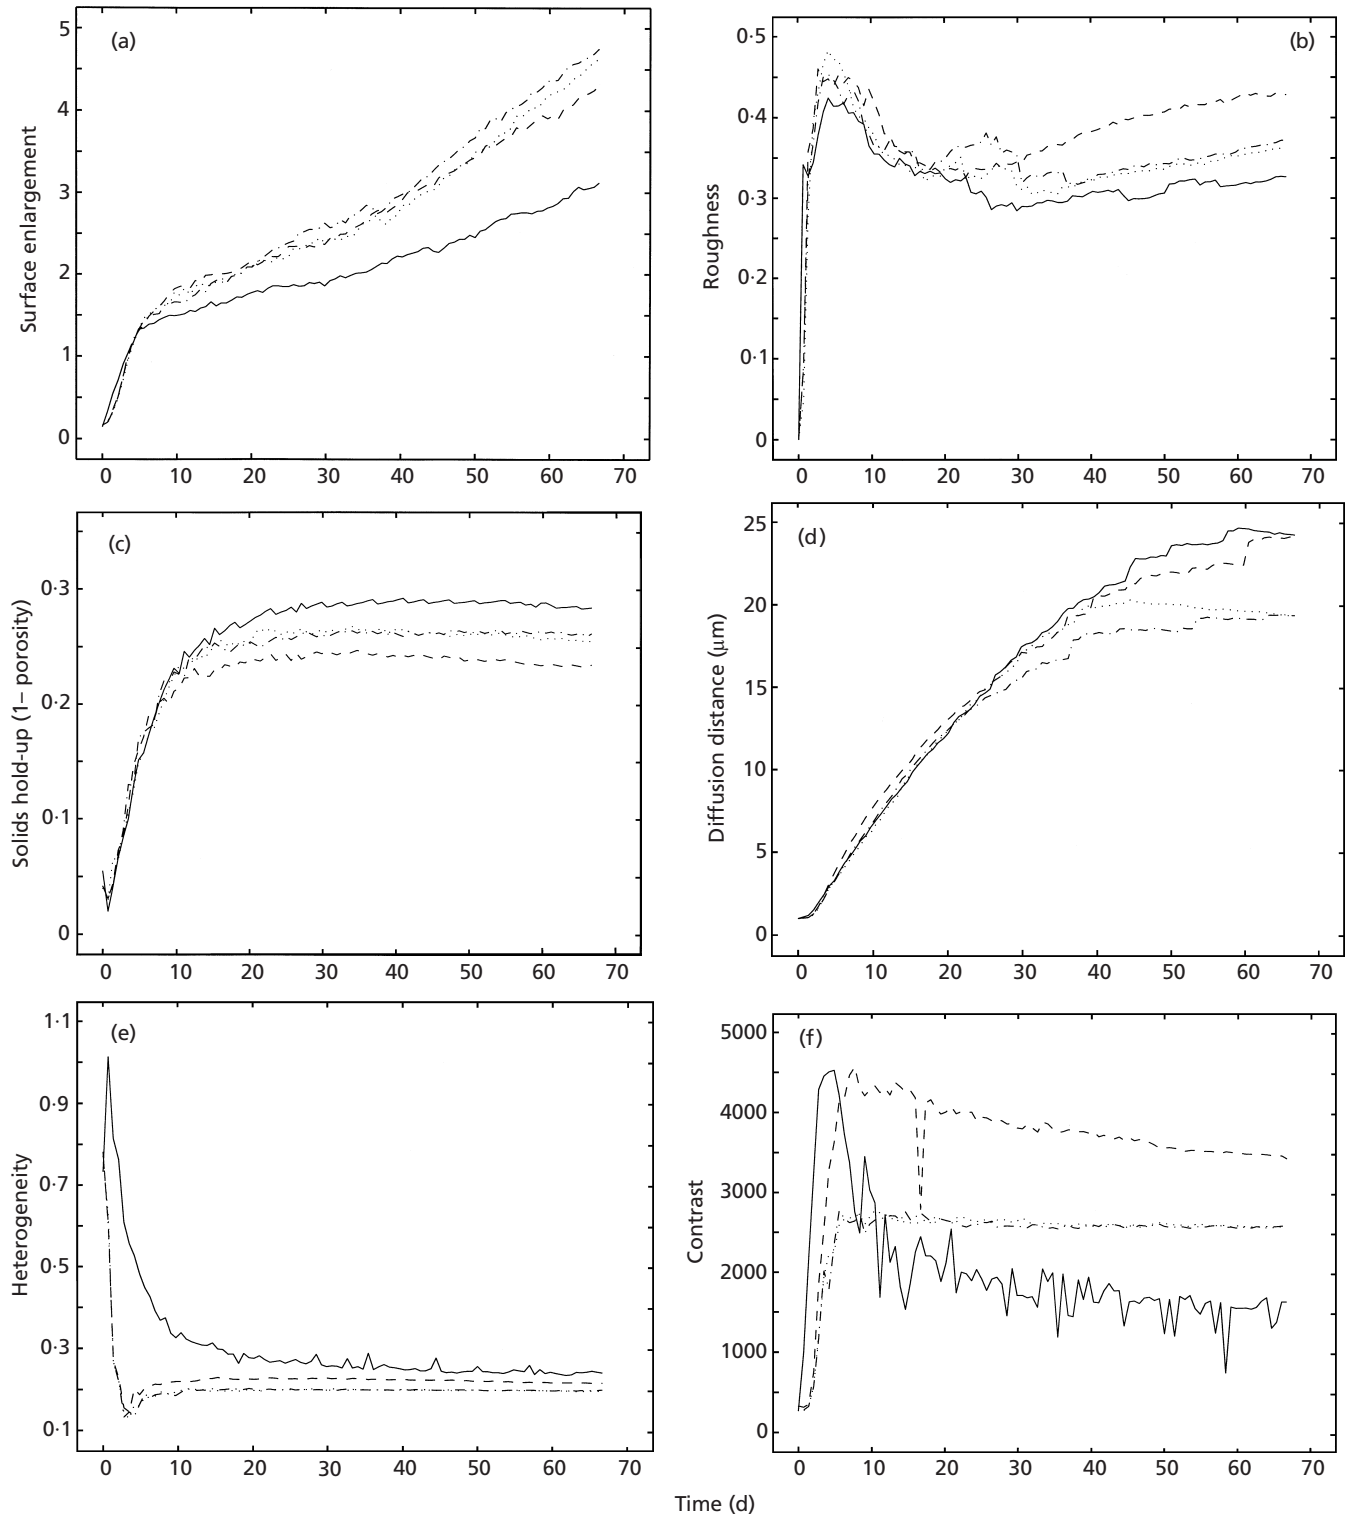 (a)
5
4
3
2
1
0
Surface enlargement
0 10 20 30 40 50 60 70
(b)
0·5
0·4
0·3
0·2
0·1
0
Roughness
0 10 20 30 40 50 60 70
(c)
0·3
0·2
0·1
0
Solids hold-up (1– porosity)
0 10 20 30 40 50 60 70
(d)
25
20
15
10
5
0
Diffusion distance (μm)
0 10 20 30 40 50 60 70
(e)
1·1
0·9
0·7
0·5
0·3
0·1
Heterogeneity
0 10 20 30 40 50 60 70
(f)
5000
4000
3000
2000
1000
0
Contrast
0 10 20 30 40 50 60 70
Time (d)